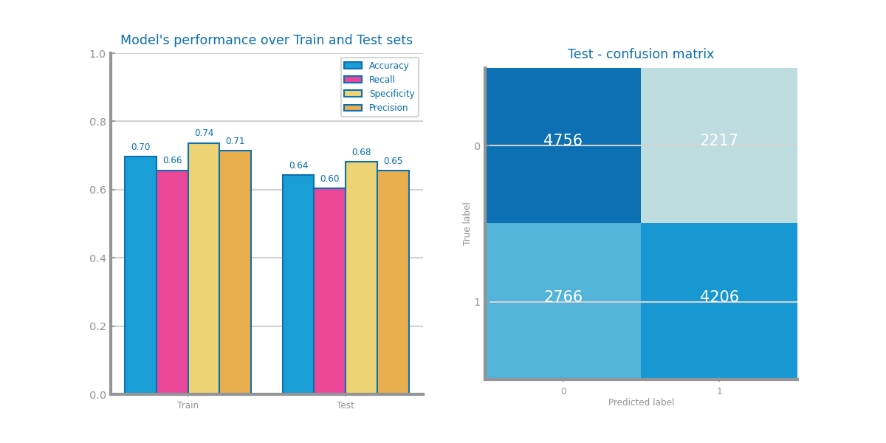 Model's performance over Train and Test sets
1.0
0.8
0.6
0.4
0.2
0.0
Accuracy
Recall
Specificity
Precision
0.70
0.66
0.74
0.71
0.64
0.60
0.68
0.65
Train
Test
Test - confusion matrix
True label
0
1
4756
2217
2766
4206
0
1
Predicted label